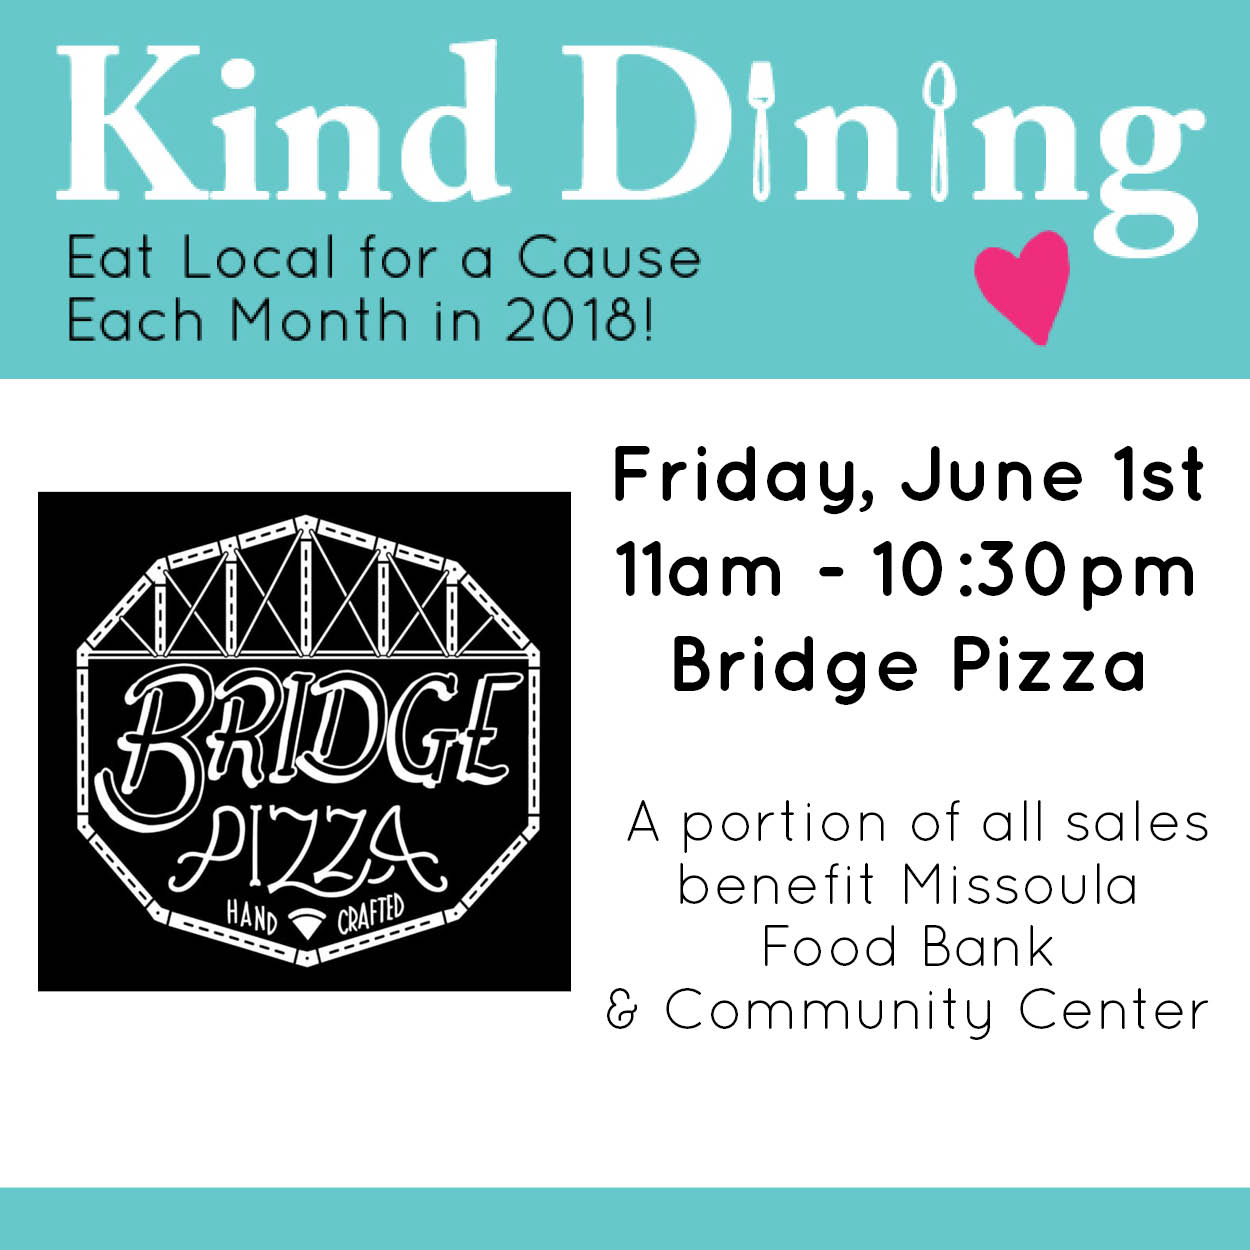 Kind Dining
Eat Local for a Cause
Each Month in 2018!
Friday, June 1st
11am - 10:30pm
Bridge Pizza
BRIDGE
PIZZA
HAND CRAFTED
A portion of all sales
benefit Missoula
Food Bank
& Community Center